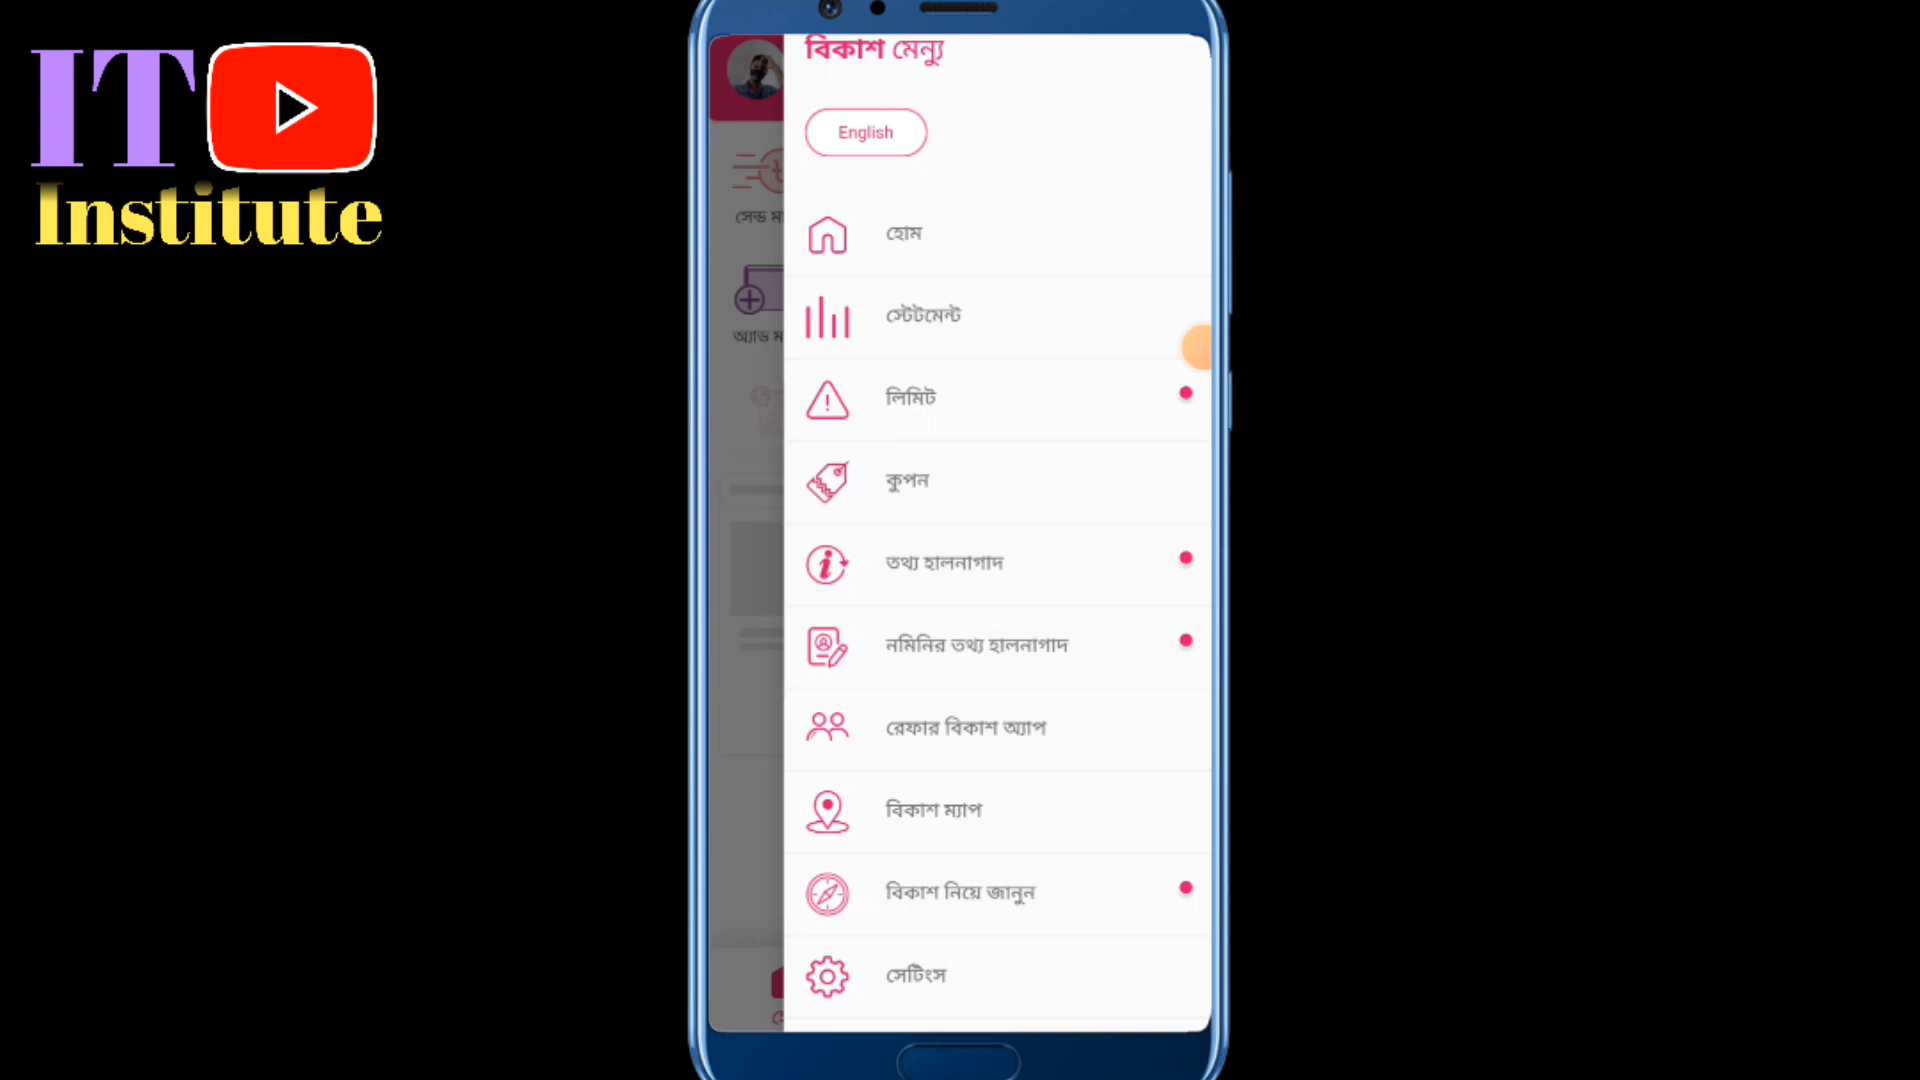 IT
Institute
বিকাশ মেন্যু
English
সেন্ড
হোম
স্টেটমেন্ট
অ্যাড
লিমিট
কুপন
তথ্য হালনাগাদ
নমিনির তথ্য হালনাগাদ
রেফার বিকাশ অ্যাপ
বিকাশ ম্যাপ
বিকাশ নিয়ে জানুন
সেটিংস